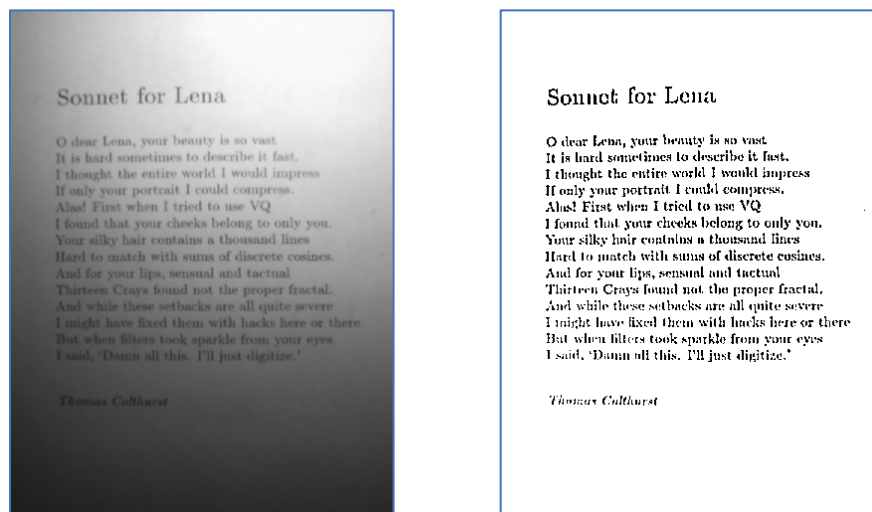 Sonnet for Lena
O dear Lena, your beauty is so vast
It is hard sometimes to describe it fast.
I thought the entire world I would impress
If only your portrait I could compress.
Alas! First when I tried to use VQ
I found that your cheeks belong to only you.
Your silky hair contains a thousand lines
Hard to match with sums of discrete cosines.
And for your lips, sensual and tactual
Thirteen Crays found not the proper fractal.
And while these setbacks are all quite severe
I might have fixed them with hacks here or there
But when filters took sparkle from your eyes
I said, 'Damn all this. I'll just digitize.'
Thomas Colthurst
Sonnet for Lena
O dear Lena, your beauty is so vast
It is hard sometimes to describe it fast.
I thought the entire world I would impress
If only your portrait I could compress.
Alas! First when I tried to use VQ
I found that your cheeks belong to only you.
Your silky hair contains a thousand lines
Hard to match with sums of discrete cosines.
And for your lips, sensual and tactual
Thirteen Crays found not the proper fractal.
And while these setbacks are all quite severe
I might have fixed them with hacks here or there
But when filters took sparkle from your eyes
I said, 'Damn all this. I'll just digitize.'
Thomas Colthurst